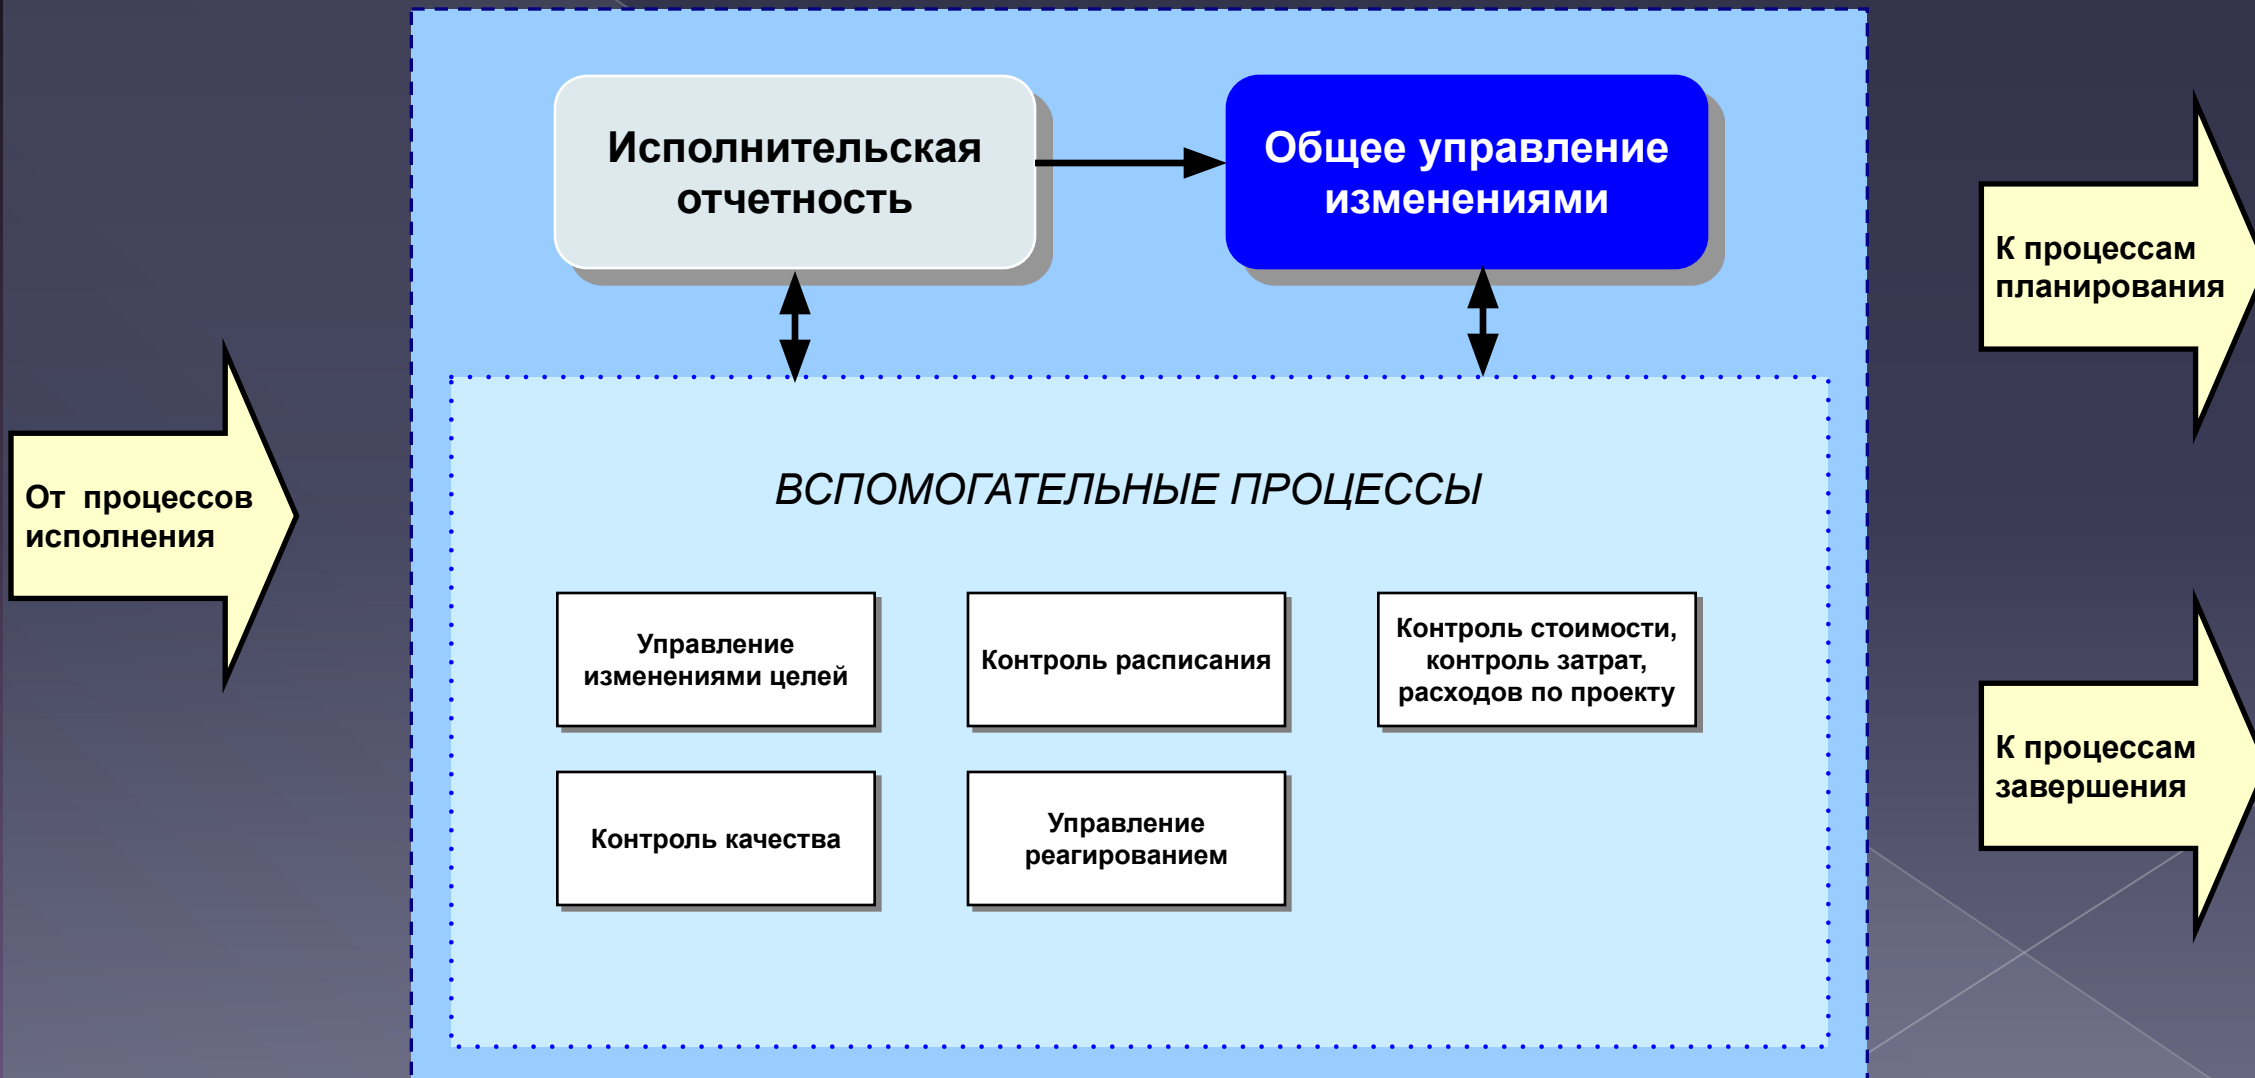 Исполнительская
отчетность
Общее управление
изменениями
К процессам
планирования
От процессов
исполнения
ВСПОМОГАТЕЛЬНЫЕ ПРОЦЕССЫ
Управление
изменениями целей
Контроль расписания
Контроль стоимости,
контроль затрат,
расходов по проекту
Контроль качества
Управление
реагированием
К процессам
завершения